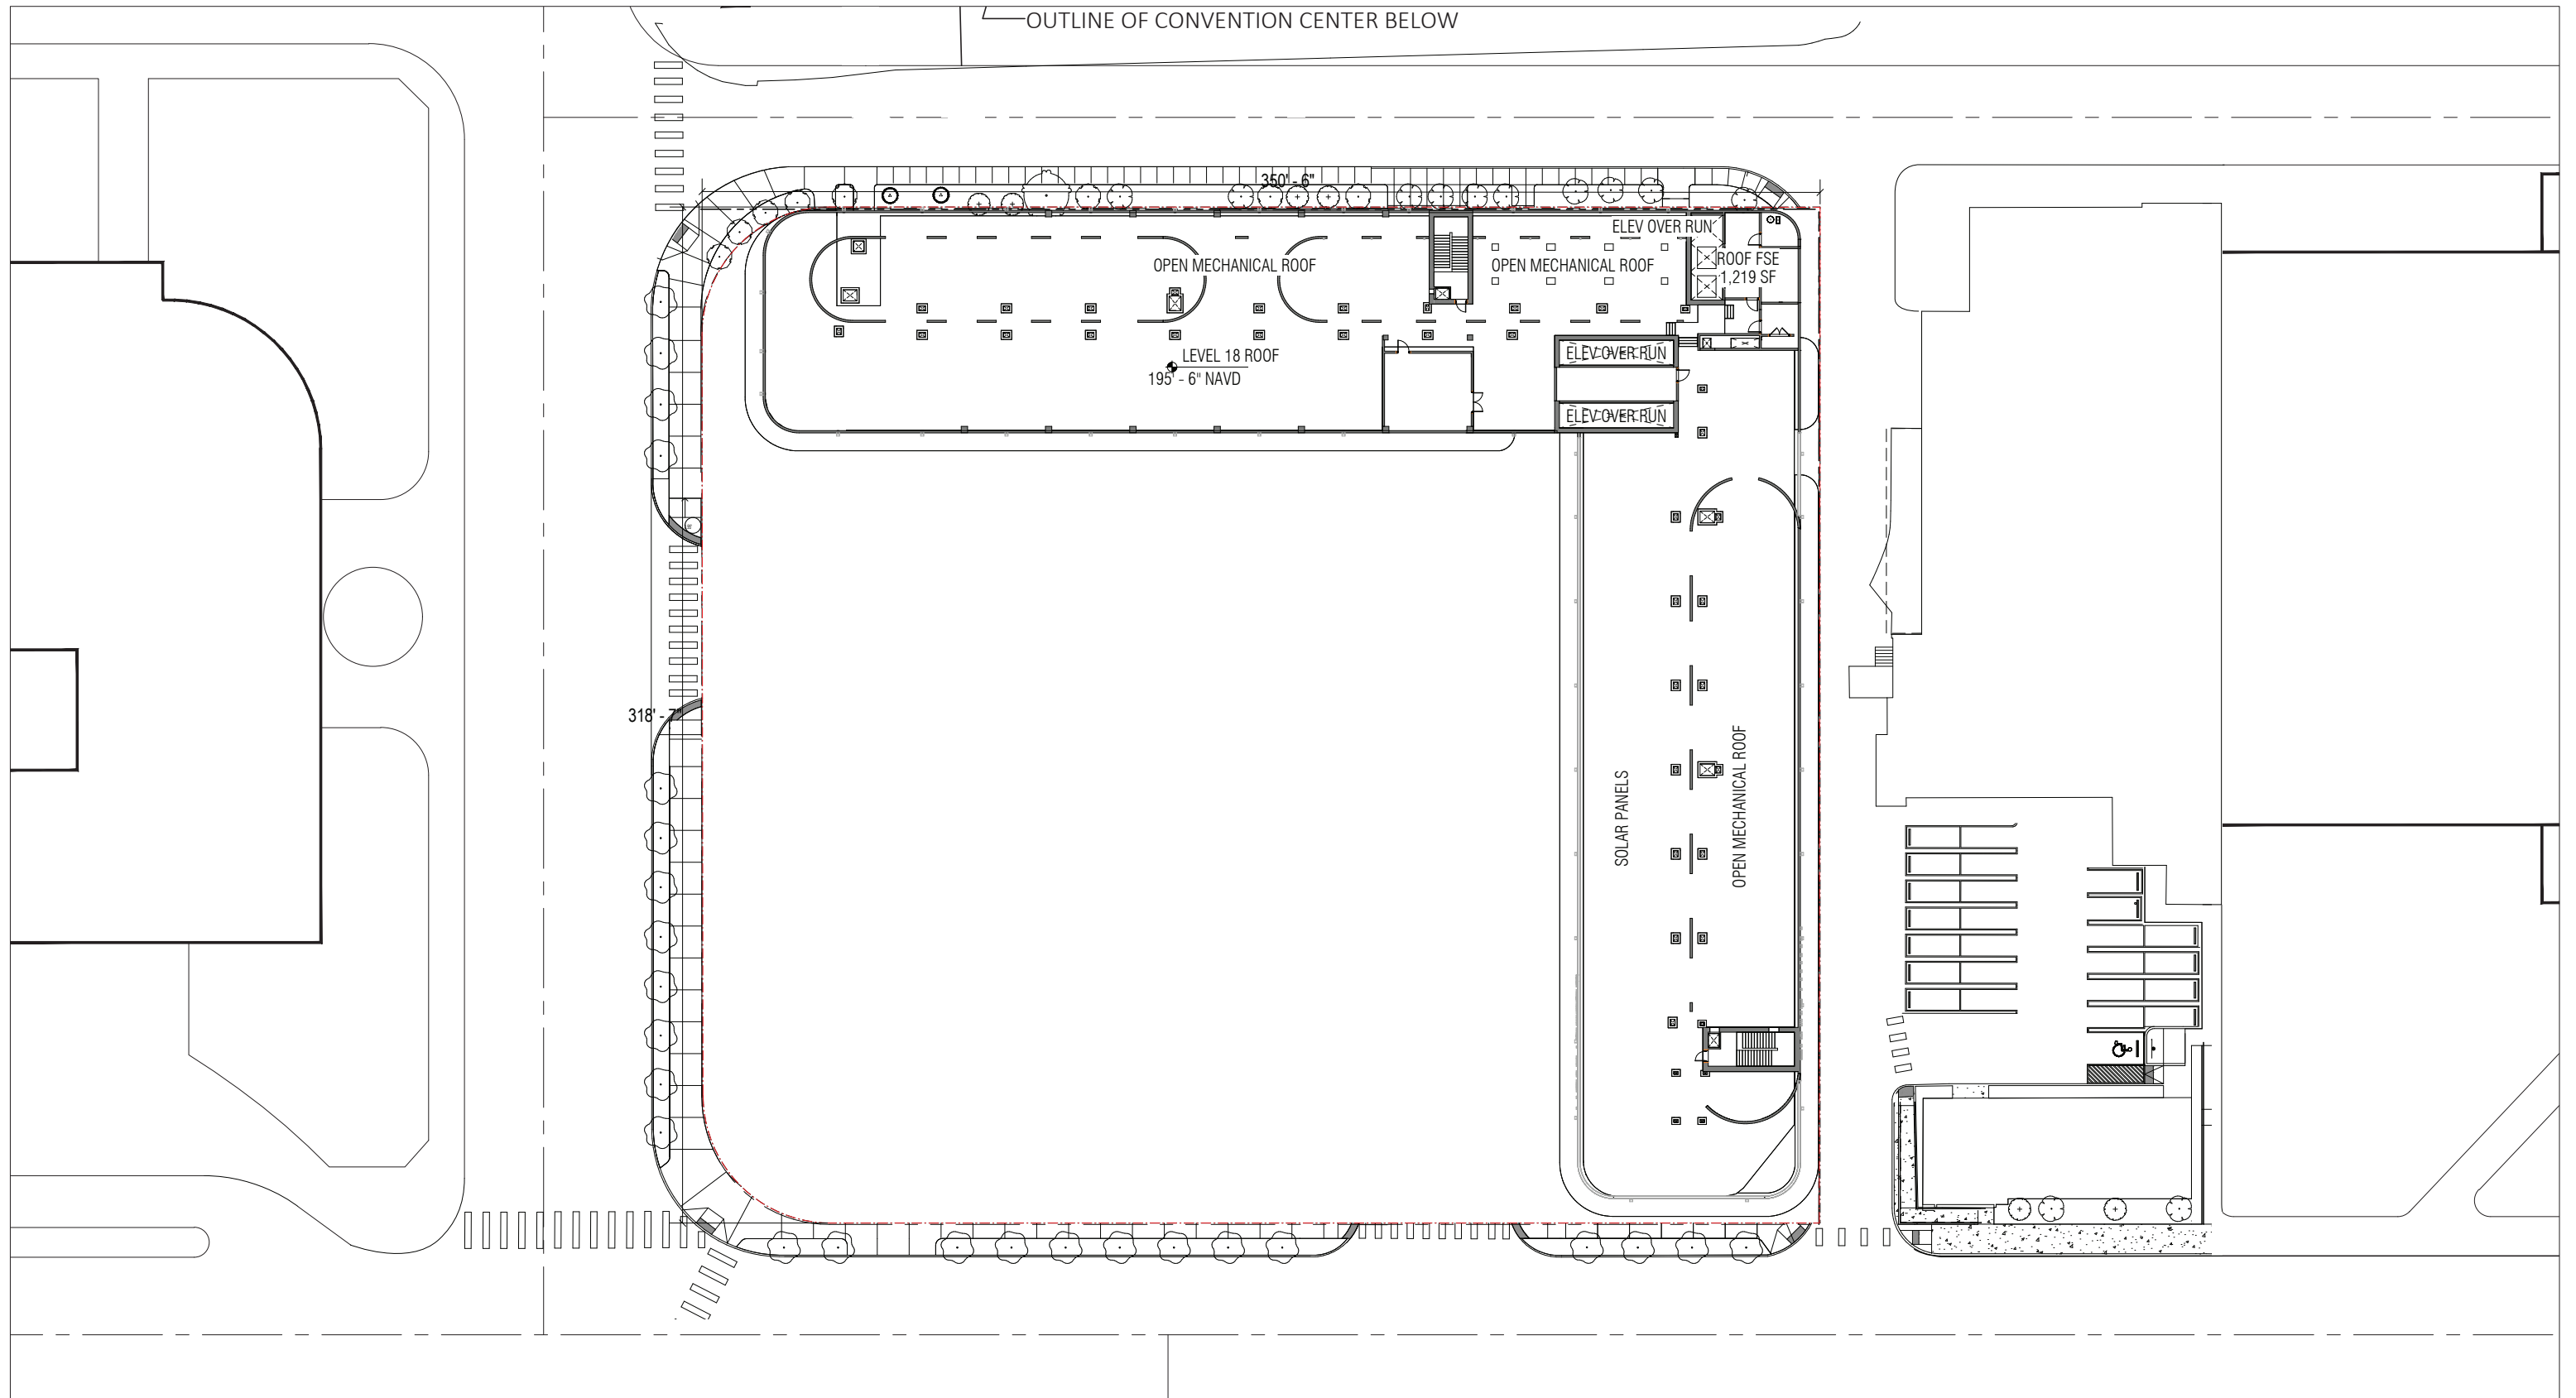 OUTLINE OF CONVENTION CENTER BELOW
350' - 6"
ELEV OVER RUN
OPEN MECHANICAL ROOF
OPEN MECHANICAL ROOF
ROOF FSE
1,219 SF
LEVEL 18 ROOF
195' - 6" NAVD
ELEV OVER RUN
ELEV OVER RUN
318' - 7"
SOLAR PANELS
OPEN MECHANICAL ROOF